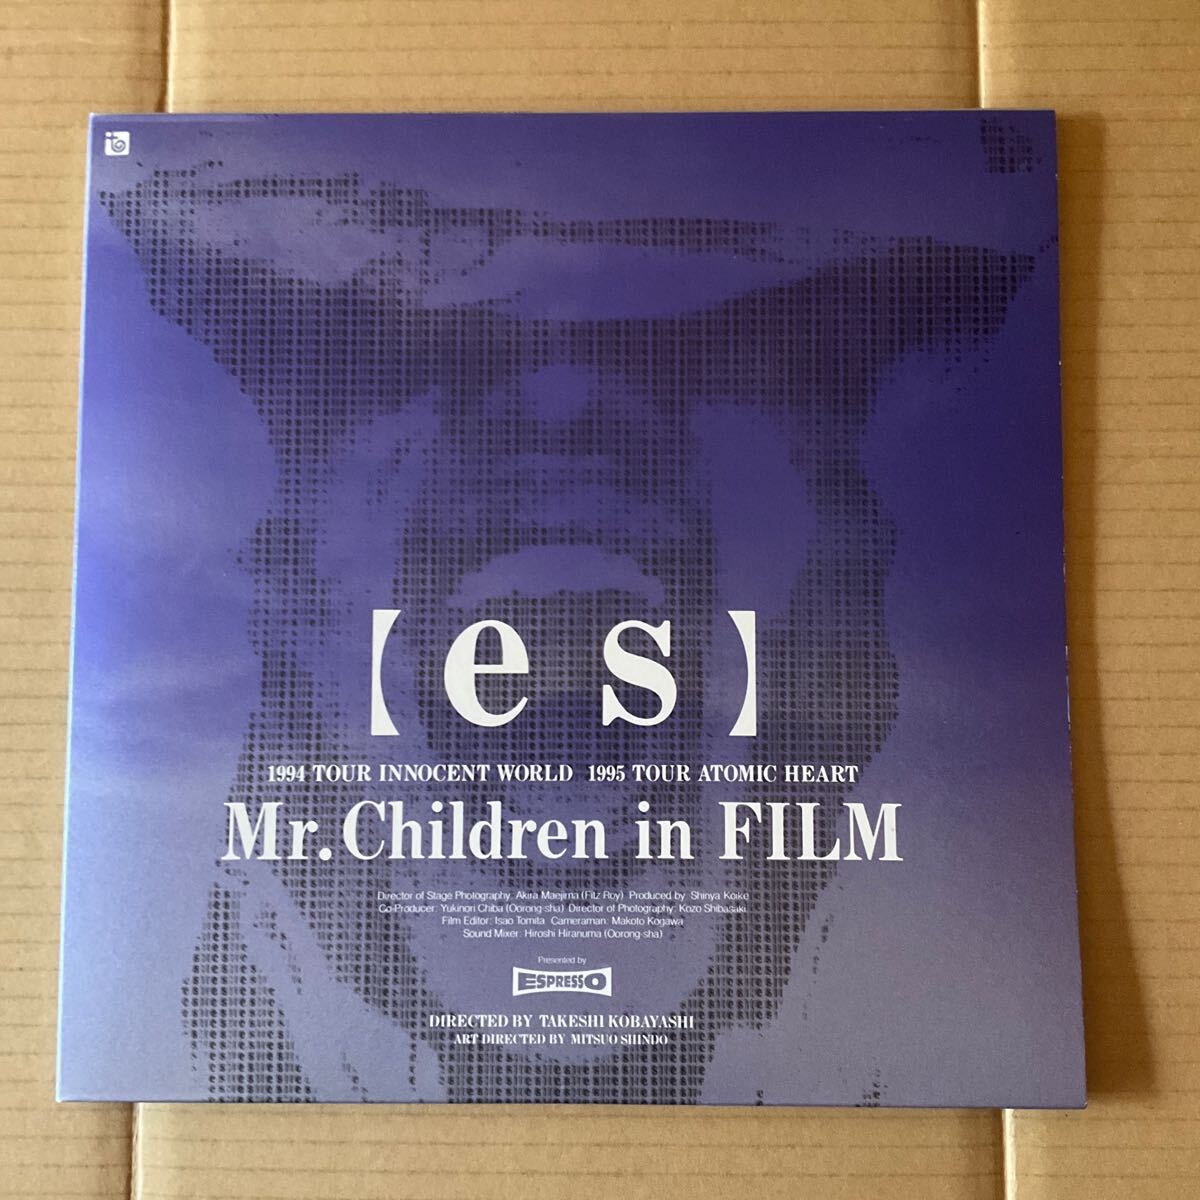 【es】
1994 TOUR INNOCENT WORLD 1995 TOUR ATOMIC HEART
Mr.Children in FILM
Director of Stage Photography: Akira Maejima (Fitz Roy) Produced by Shinya Koike
Co-Producer: Yukinori Chiba (Oorong-sha) Director of Photography: Kozo Shibasaki
Film Editor: Isao Tomita Cameraman: Makoto Kogawa
Sound Mixer: Hiroshi Hiranuma (Oorong-sha)
Presented by
ESPRESSO
DIRECTED BY TAKESHI KOBAYASHI
ART DIRECTED BY MITSUO SHINDO